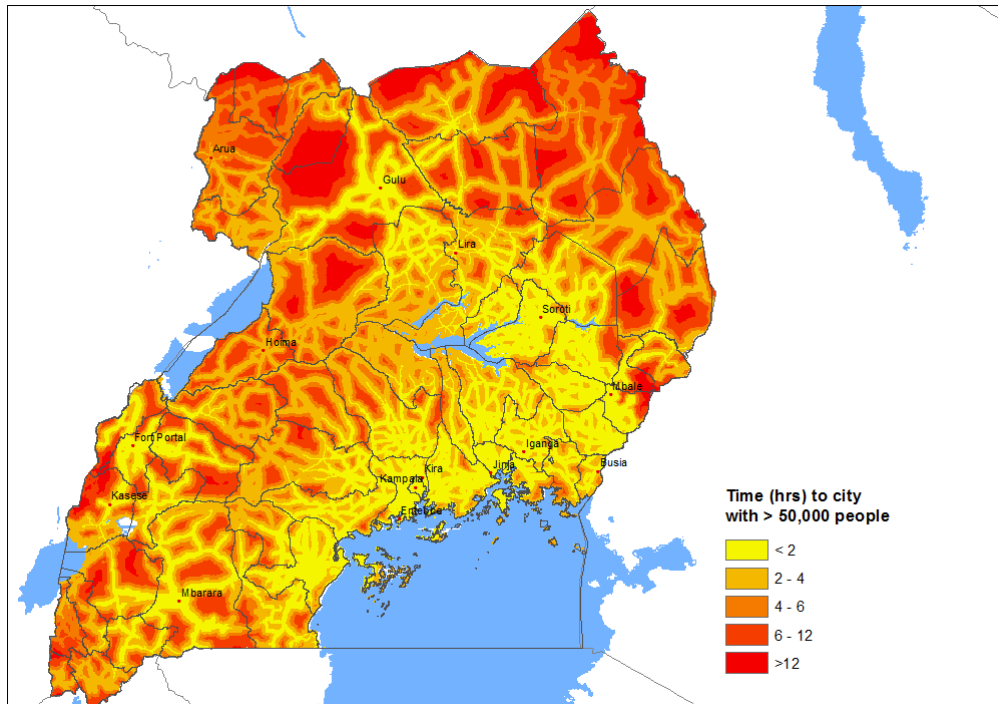 Arua
Gulu
Lira
Soroti
Hoima
Mbale
Fort Portal
Iganga
Kira
Jinja
Busia
Kampala
Kasese
Entebbe
Mbarara
Time (hrs) to city
with > 50,000 people
< 2
2 - 4
4 - 6
6 - 12
>12